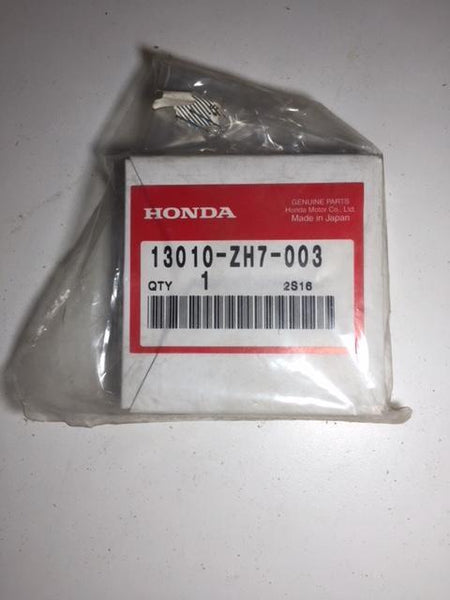 GENUINE PARTS
Honda Motor Co., Ltd.
Made in Japan
HONDA
13010-ZH7-003
QTY 1 2S16